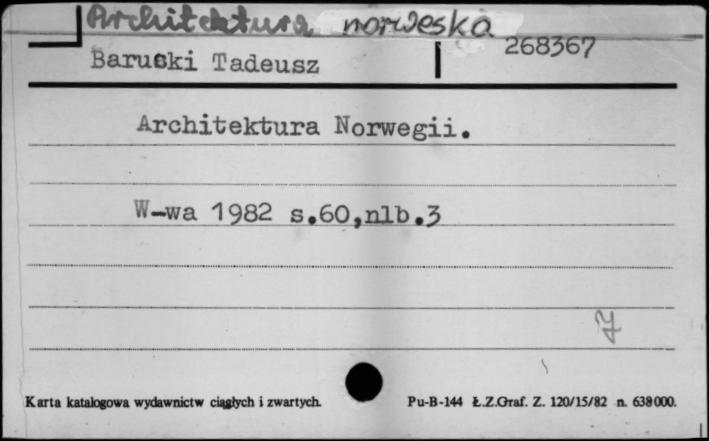 Architektura norweska
268367
Barucki Tadeusz
Architektura Norwegii.
W-wa 1982 s.60,nlb.3
7
Karta katalogowa wydawnictw ciągłych i zwartych.
Pu-B-144 Ł.Z.Graf. Z. 120/15/82 n. 638000.